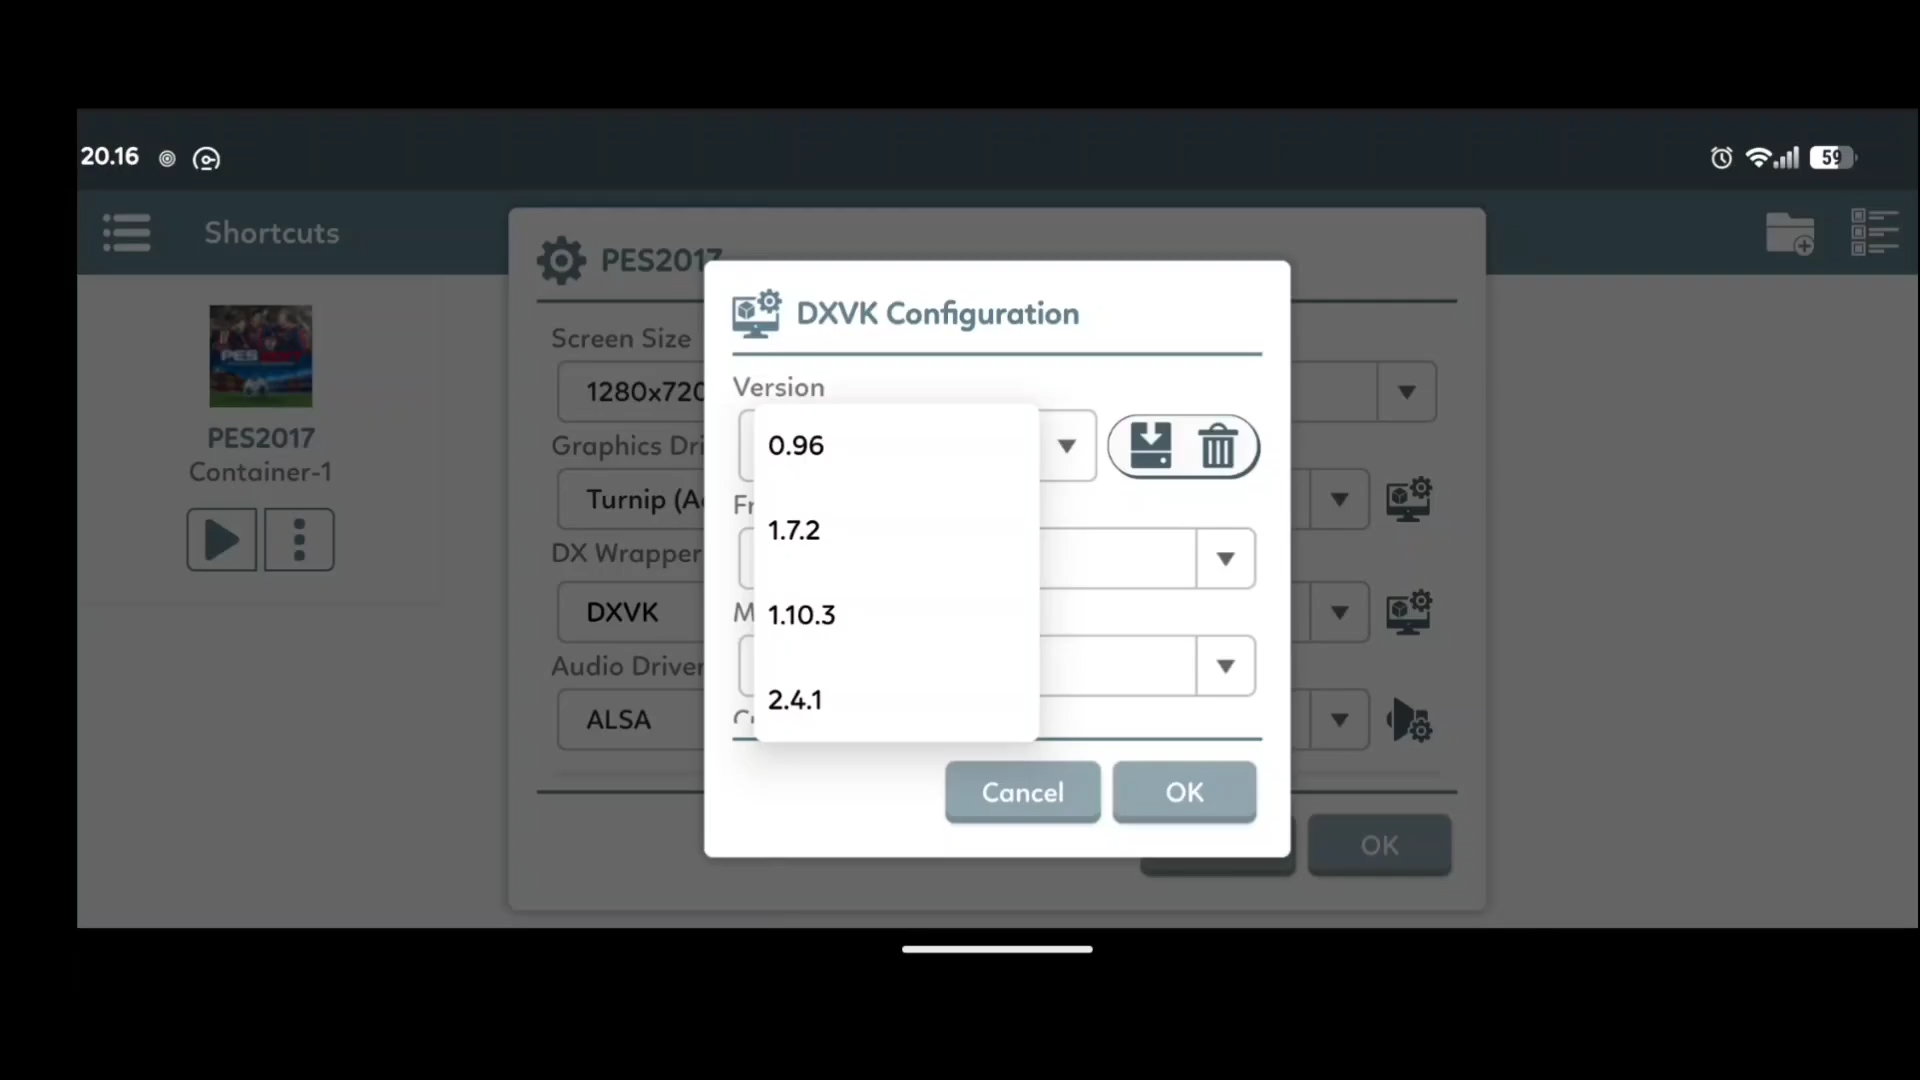 20.16
59
Shortcuts
PES2017
PES2017
Container-1
Screen Size
1280x720
Graphics Dri
Turnip (A
DX Wrapper
DXVK
Audio Driver
ALSA
OK
DXVK Configuration
Version
0.96
1.7.2
1.10.3
2.4.1
Fr
M
Cancel
OK